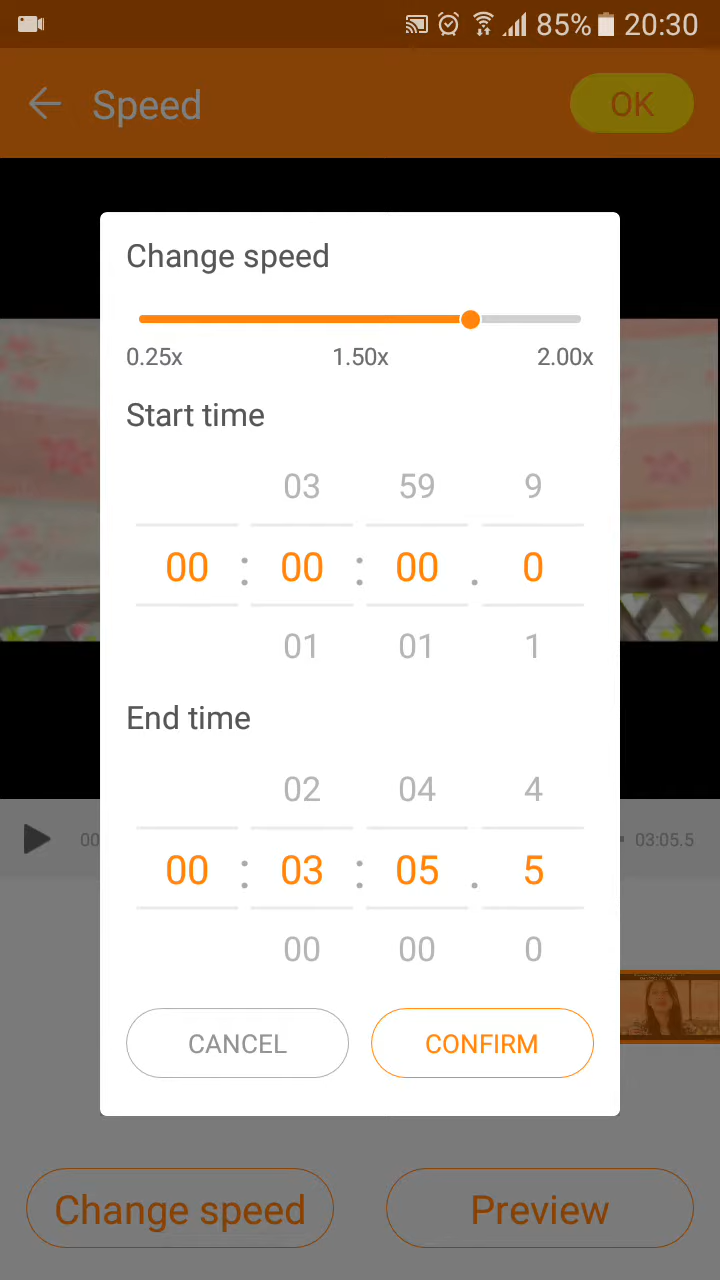 85% 20:30
Speed OK
Change speed
0.25x 1.50x 2.00x
Start time
03 59 9
00 : 00 : 00 . 0
01 01 1
End time
02 04 4
00 : 03 : 05 . 5
00 00 0
00 03:05.5
CANCEL CONFIRM
Change speed Preview